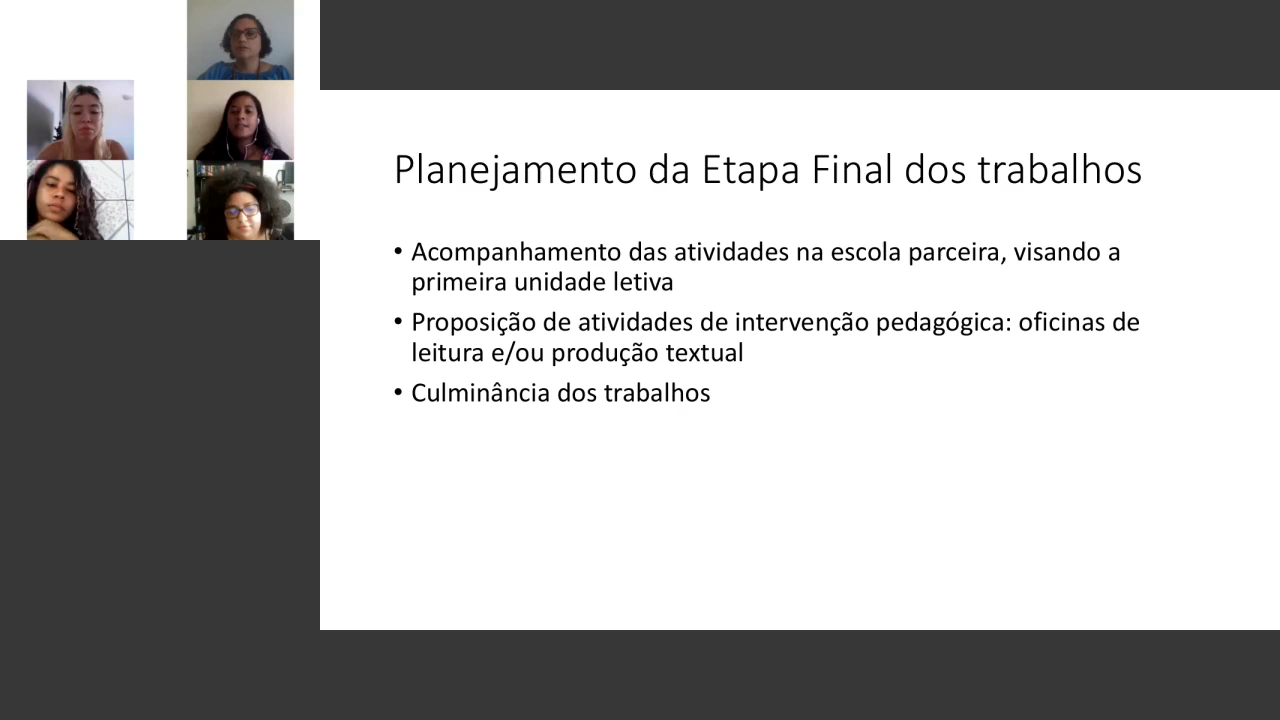 Planejamento da Etapa Final dos trabalhos
• Acompanhamento das atividades na escola parceira, visando a
primeira unidade letiva
• Proposição de atividades de intervenção pedagógica: oficinas de
leitura e/ou produção textual
• Culminância dos trabalhos